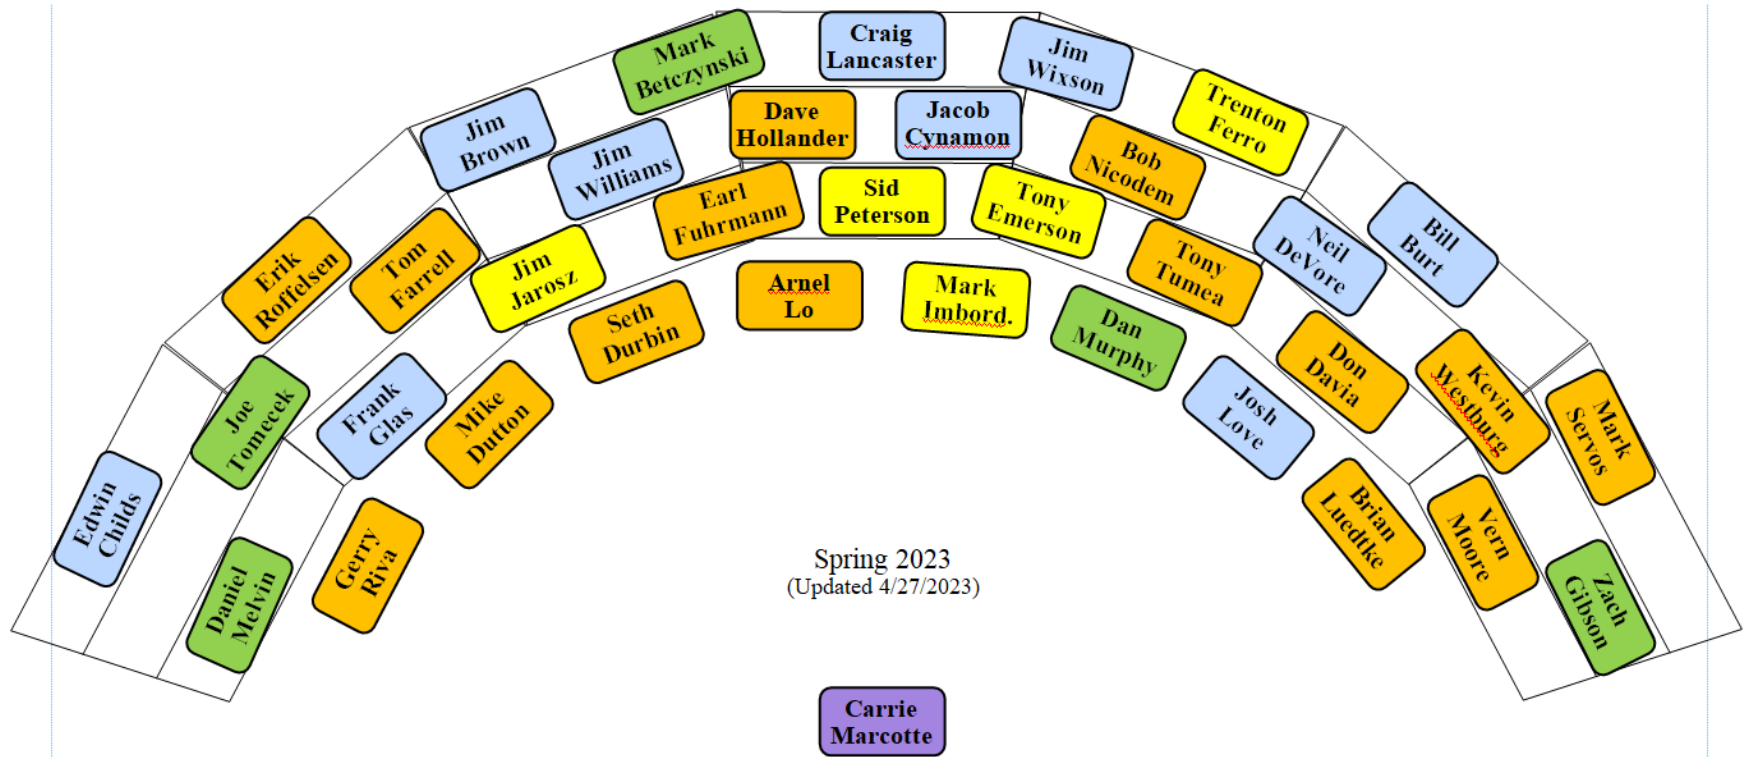 Craig
Lancaster
Mark
Betczynski
Jim
Wixson
Jim
Brown
Trenton
Ferro
Dave
Hollander
Jacob
Cynamon
Jim
Williams
Bob
Nicodem
Earl
Fuhrmann
Sid
Peterson
Tony
Emerson
Erik
Roffelsen
Tom
Farrell
Jim
Jarosz
Tony
Tumea
Neil
DeVore
Bill
Burt
Seth
Durbin
Arnel
Lo
Mark
Imbord.
Dan
Murphy
Joe
Tomecek
Frank
Glas
Mike
Dutton
Josh
Love
Don
Davia
Kevin
Westburg
Mark
Servos
Edwin
Childs
Daniel
Melvin
Gerry
Riva
Brian
Luedtke
Vern
Moore
Zach
Gibson
Spring 2023
(Updated 4/27/2023)
Carrie
Marcotte